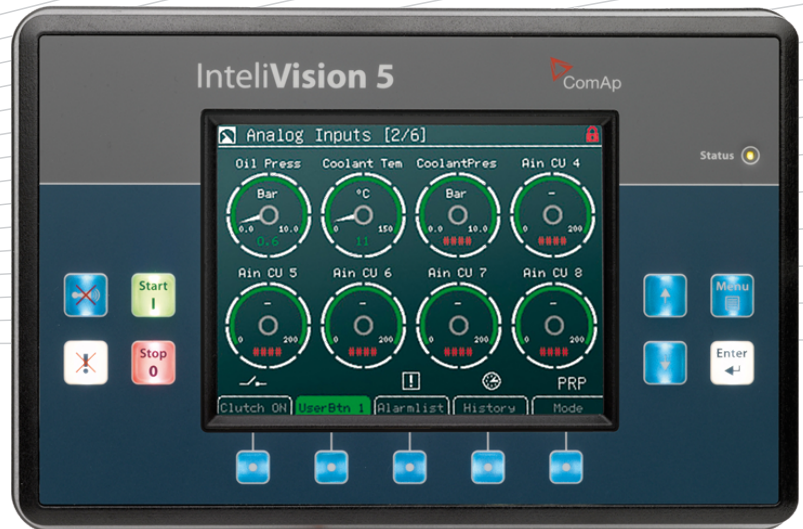 InteliVision 5
ComAp
Analog Inputs [2/6]
Status
Oil Press Coolant Tem CoolantPres Ain CU 4
Bar °C Bar -
0.0 10.0 0 150 0.0 10.0 0 200
0.6 11 #### ####
Ain CU 5 Ain CU 6 Ain CU 7 Ain CU 8
- - - -
0 200 0 200 0 200 0 200
#### #### #### ####
Start
I
Menu
Stop
0
Enter
PRP
Clutch ON UserBtn 1 Alarmlist History Mode